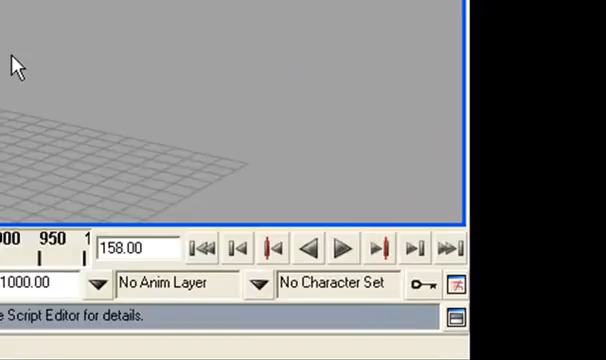 900 950 1 158.00
1000.00 No Anim Layer No Character Set
e Script Editor for details.